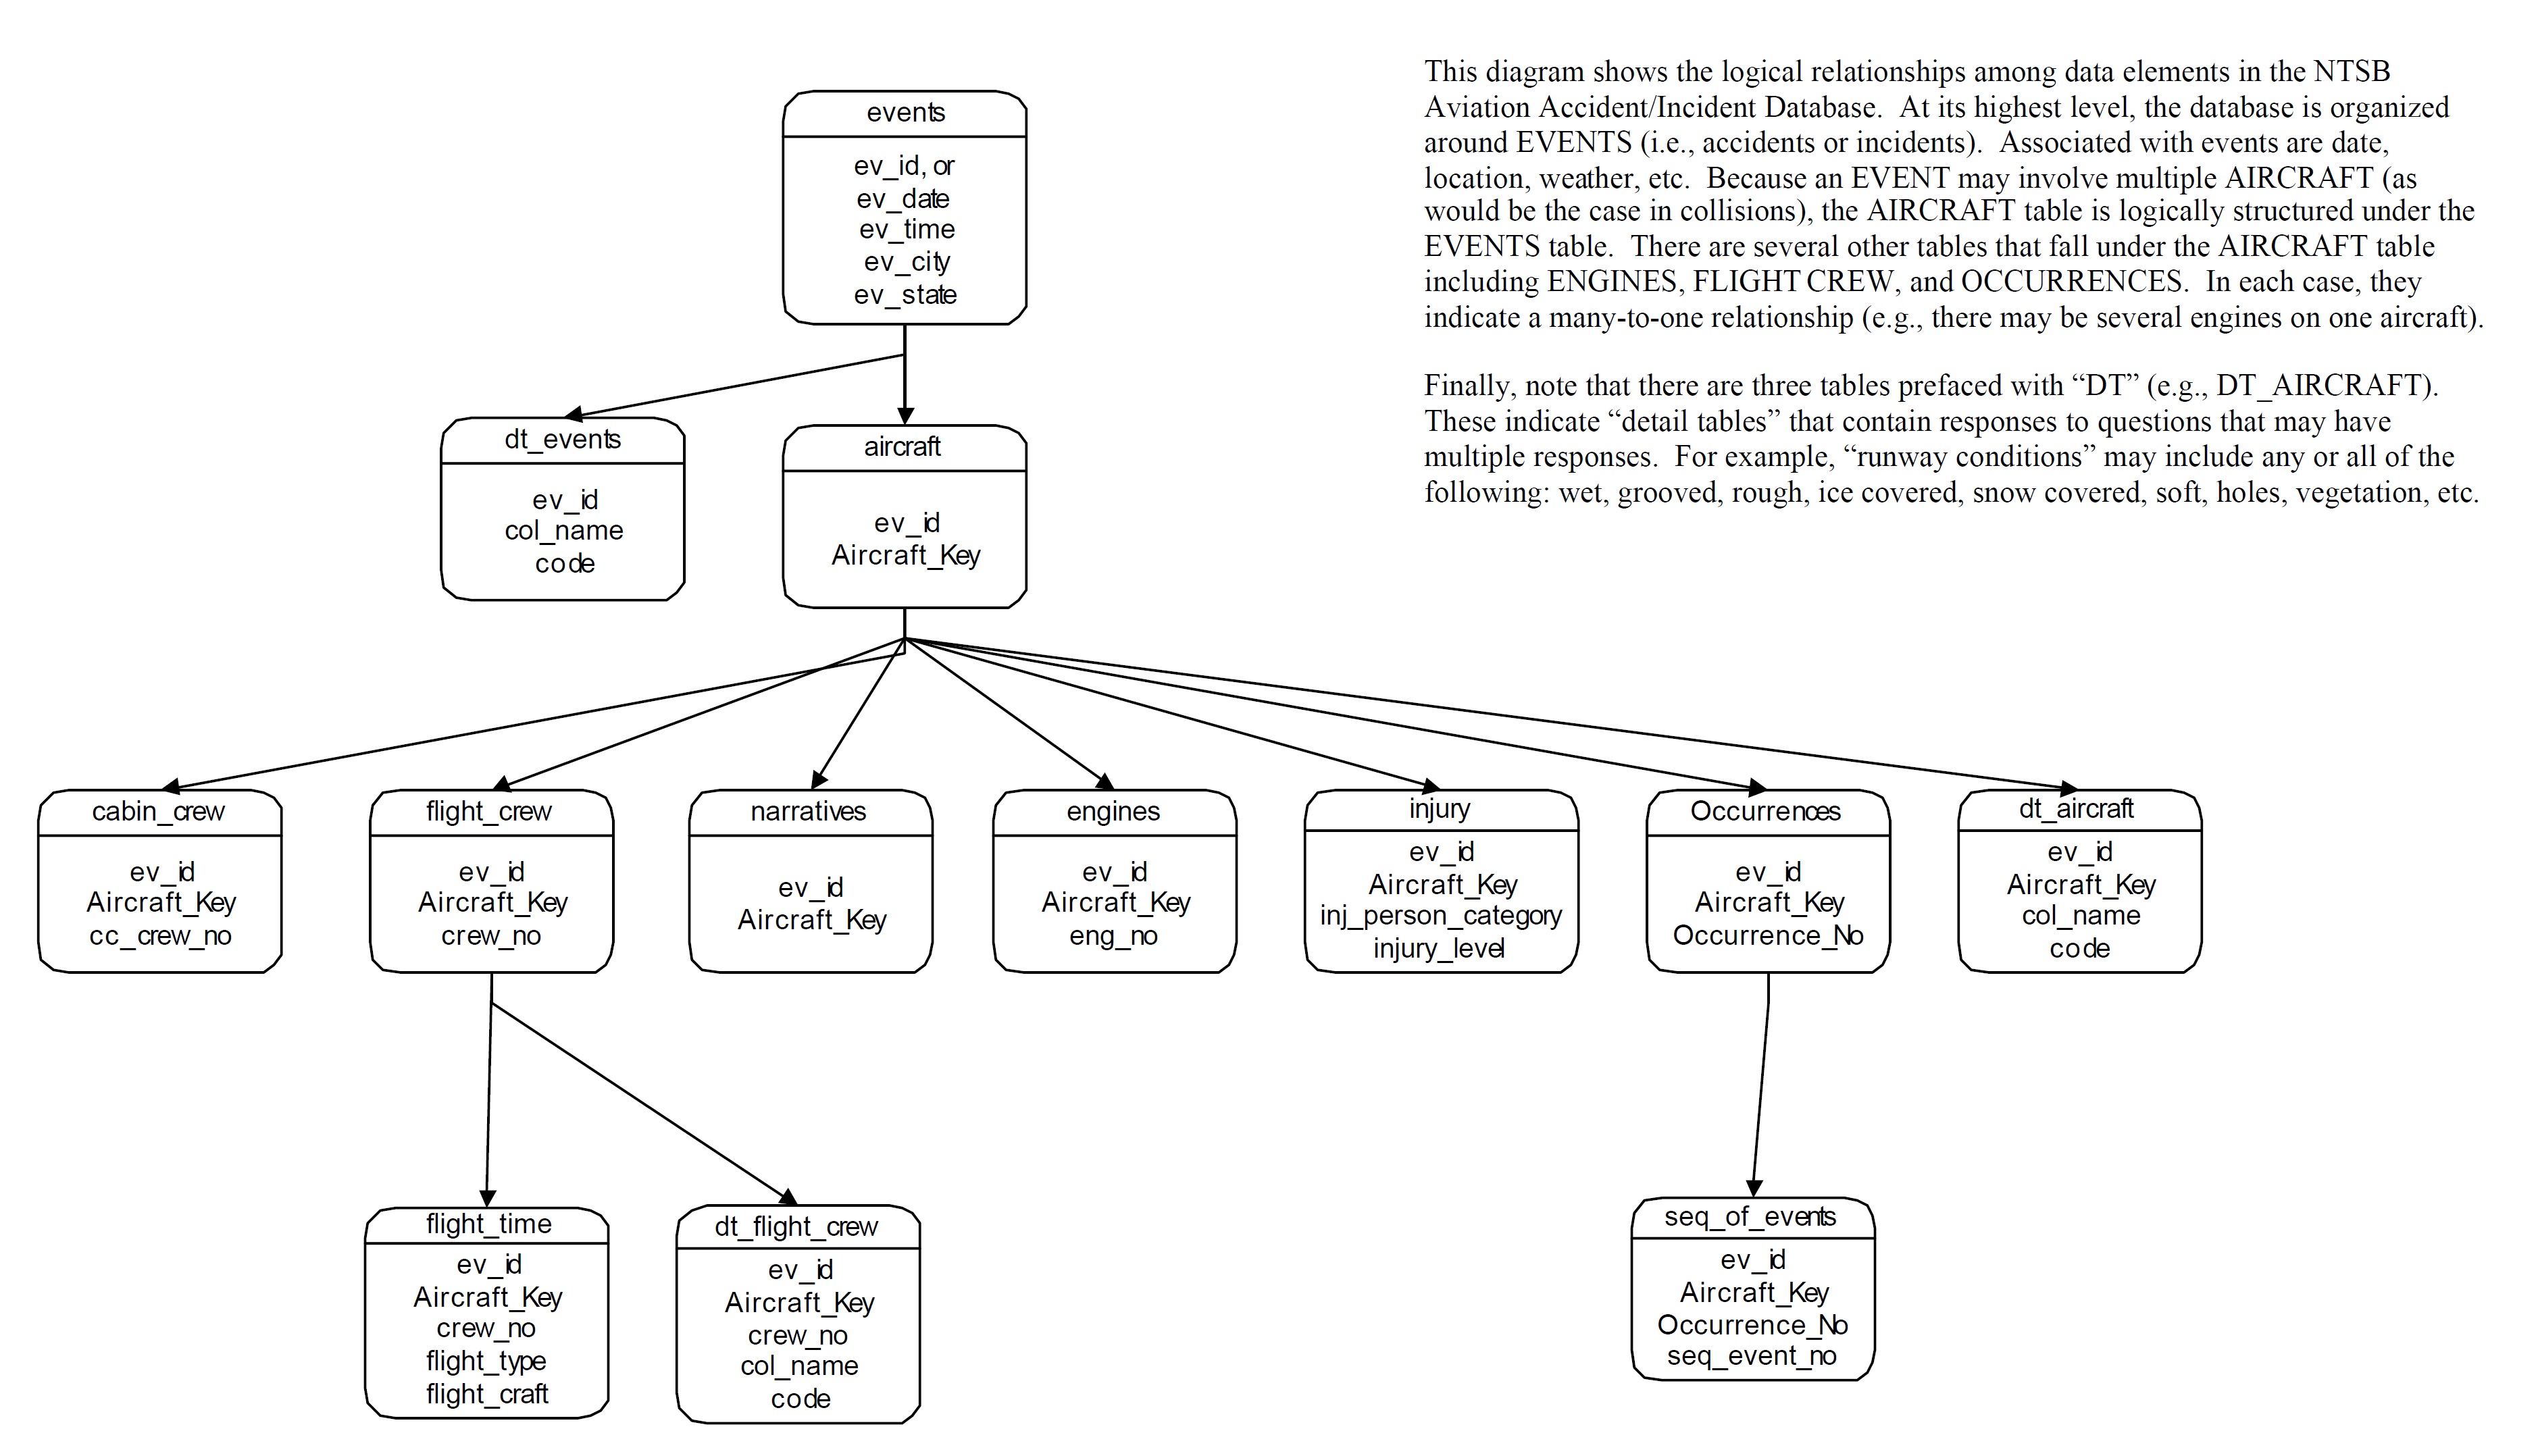 This diagram shows the logical relationships among data elements in the NTSB
Aviation Accident/Incident Database.  At its highest level, the database is organized
around EVENTS (i.e., accidents or incidents).  Associated with events are date,
location, weather, etc.  Because an EVENT may involve multiple AIRCRAFT (as
would be the case in collisions), the AIRCRAFT table is logically structured under the
EVENTS table.  There are several other tables that fall under the AIRCRAFT table
including ENGINES, FLIGHT CREW, and OCCURRENCES.  In each case, they
indicate a many-to-one relationship (e.g., there may be several engines on one aircraft).
Finally, note that there are three tables prefaced with “DT” (e.g., DT_AIRCRAFT).
These indicate “detail tables” that contain responses to questions that may have
multiple responses.  For example, “runway conditions” may include any or all of the
following: wet, grooved, rough, ice covered, snow covered, soft, holes, vegetation, etc.
events
ev_id, or
ev_date
ev_time
ev_city
ev_state
dt_events
ev_id
col_name
code
aircraft
ev_id
Aircraft_Key
cabin_crew
ev_id
Aircraft_Key
cc_crew_no
flight_crew
ev_id
Aircraft_Key
crew_no
narratives
ev_id
Aircraft_Key
engines
ev_id
Aircraft_Key
eng_no
injury
ev_id
Aircraft_Key
inj_person_category
injury_level
Occurrences
ev_id
Aircraft_Key
Occurrence_No
dt_aircraft
ev_id
Aircraft_Key
col_name
code
flight_time
ev_id
Aircraft_Key
crew_no
flight_type
flight_craft
dt_flight_crew
ev_id
Aircraft_Key
crew_no
col_name
code
seq_of_events
ev_id
Aircraft_Key
Occurrence_No
seq_event_no